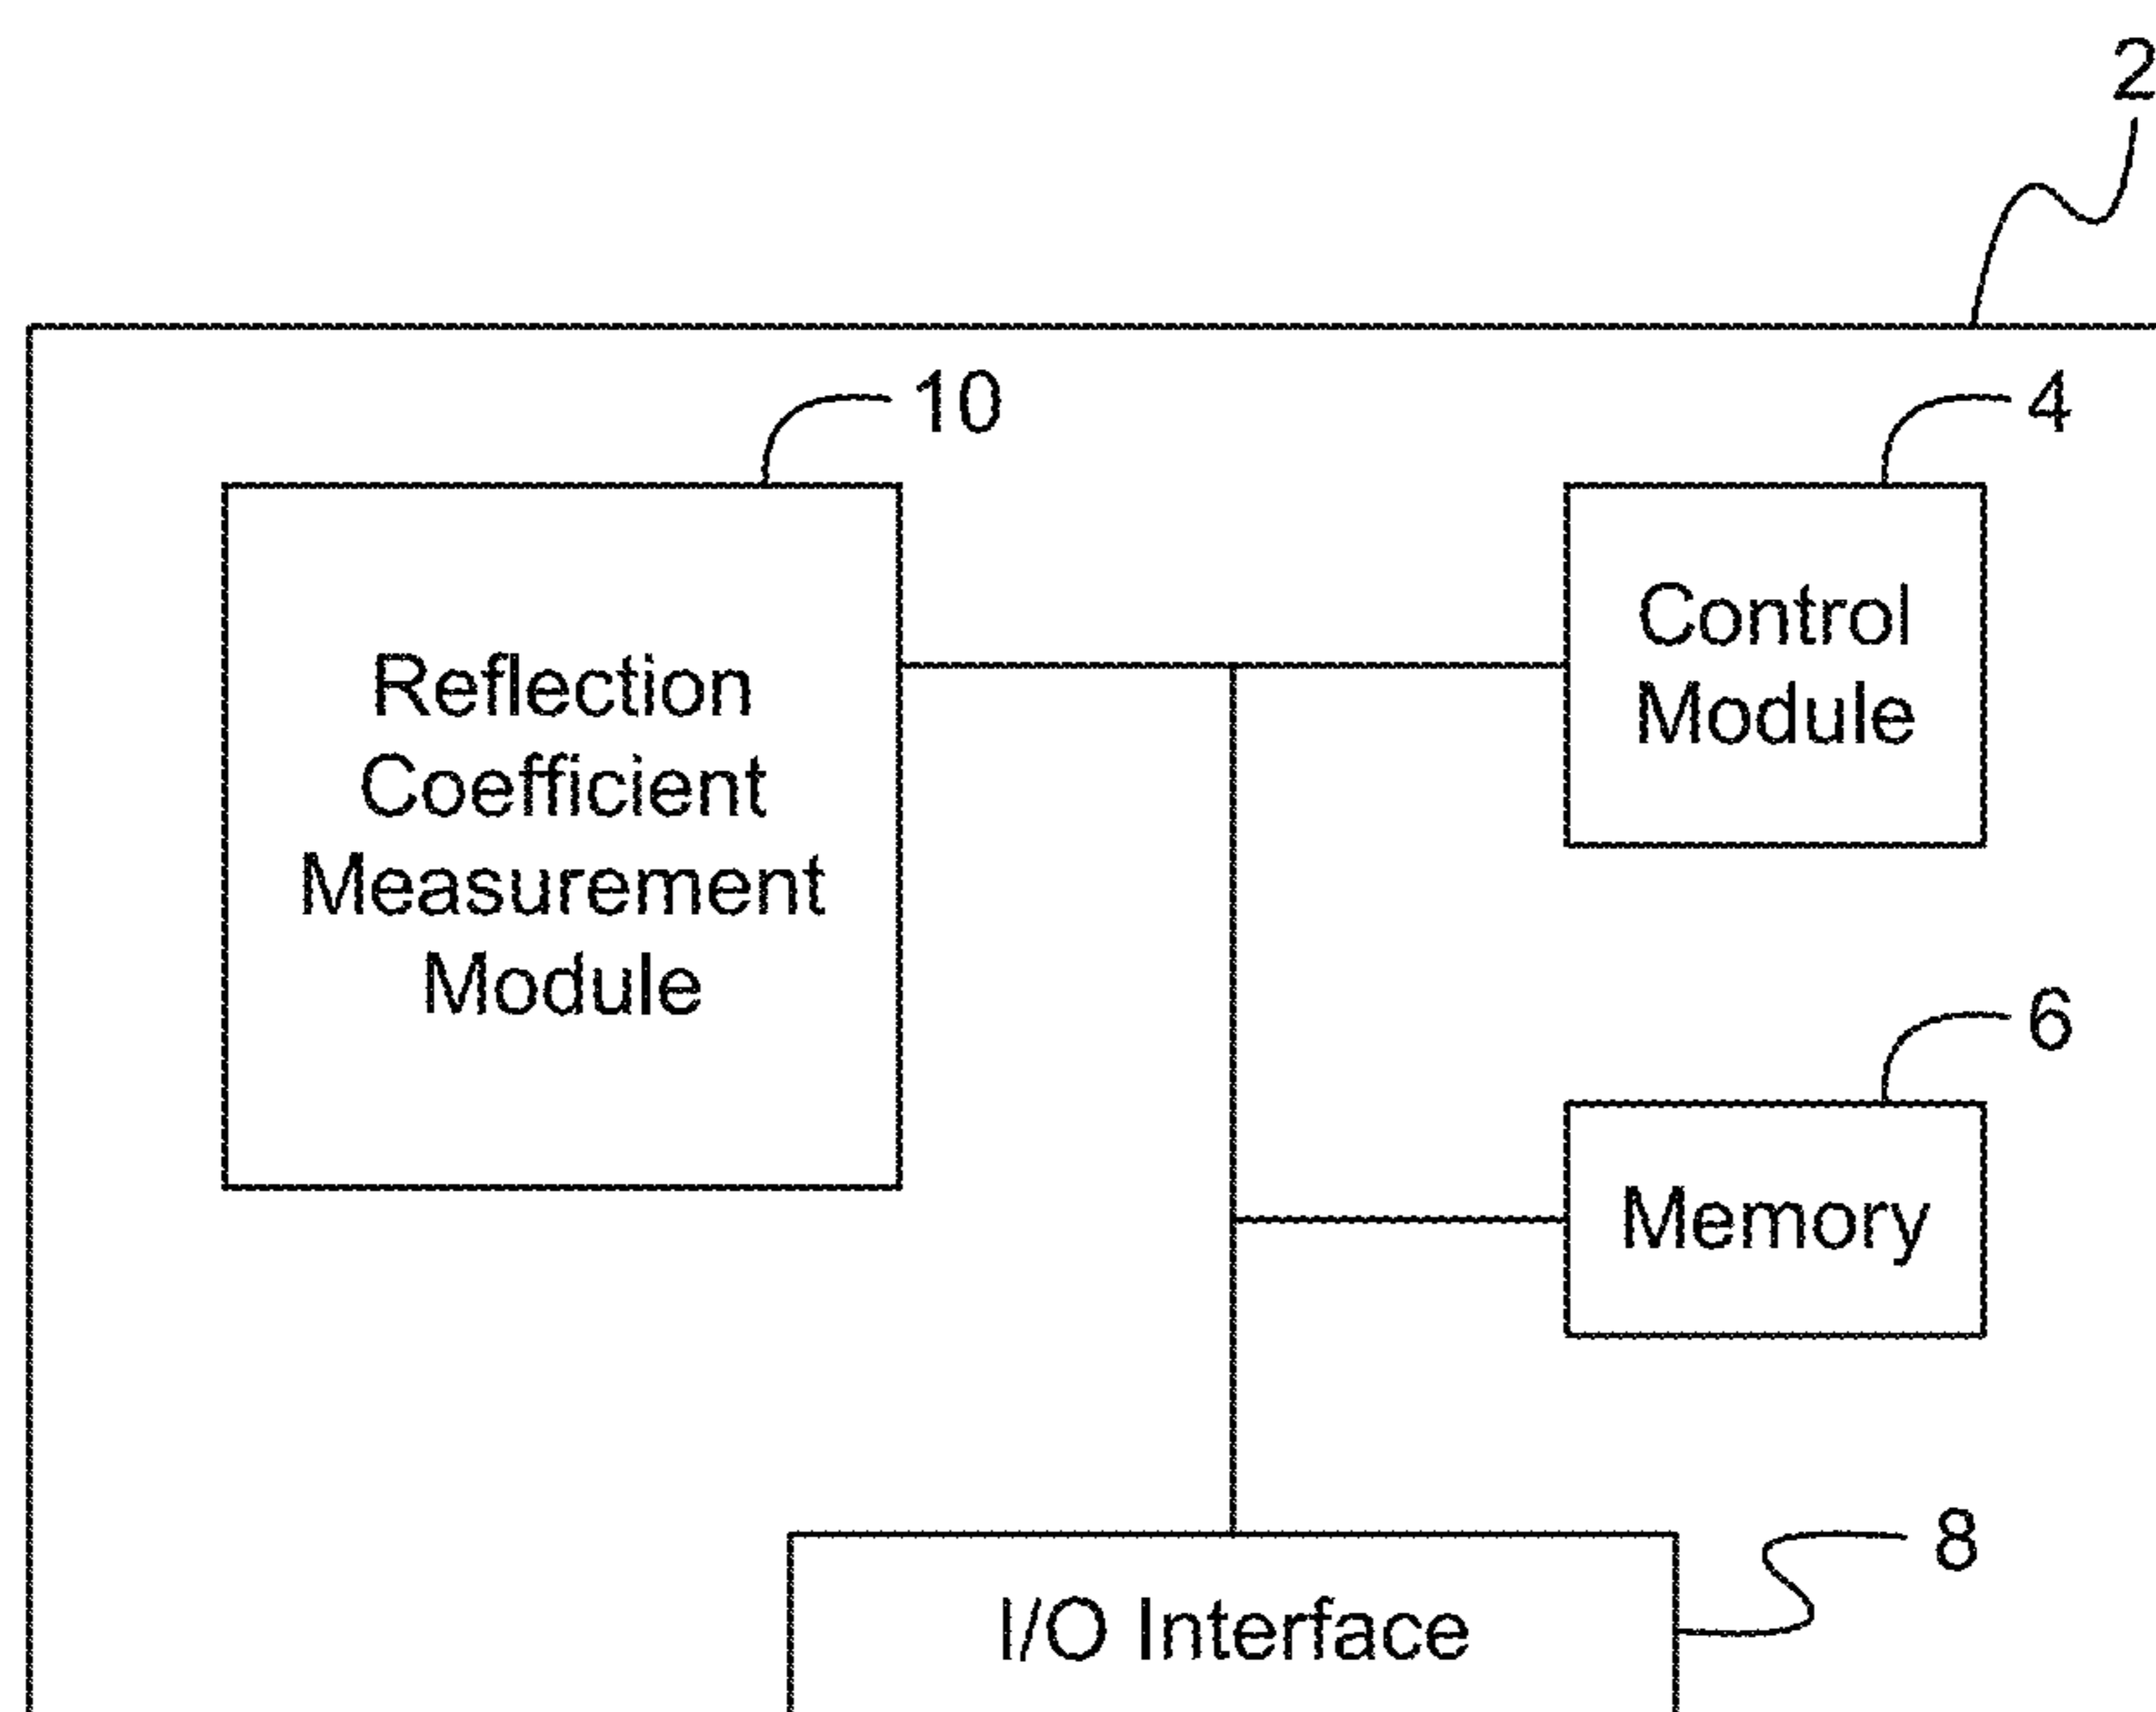 2
10
4
Reflection
Coefficient
Measurement
Module
Control
Module
6
Memory
8
I/O Interface